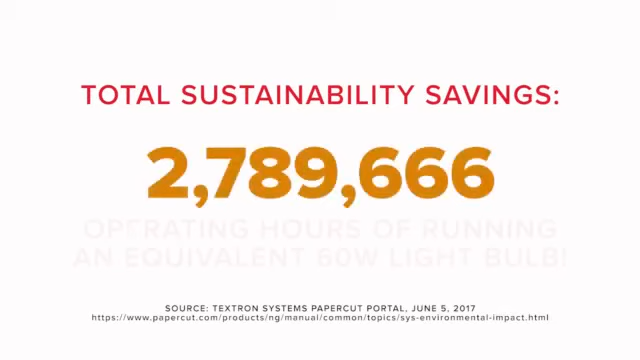 TOTAL SUSTAINABILITY SAVINGS:
2,789,666
OPERATING HOURS OF RUNNING
AN EQUIVALENT 60W LIGHT BULB!
SOURCE: TEXTRON SYSTEMS PAPERCUT PORTAL, JUNE 5, 2017
https://www.papercut.com/products/ng/manual/common/topics/sys-environmental-impact.html